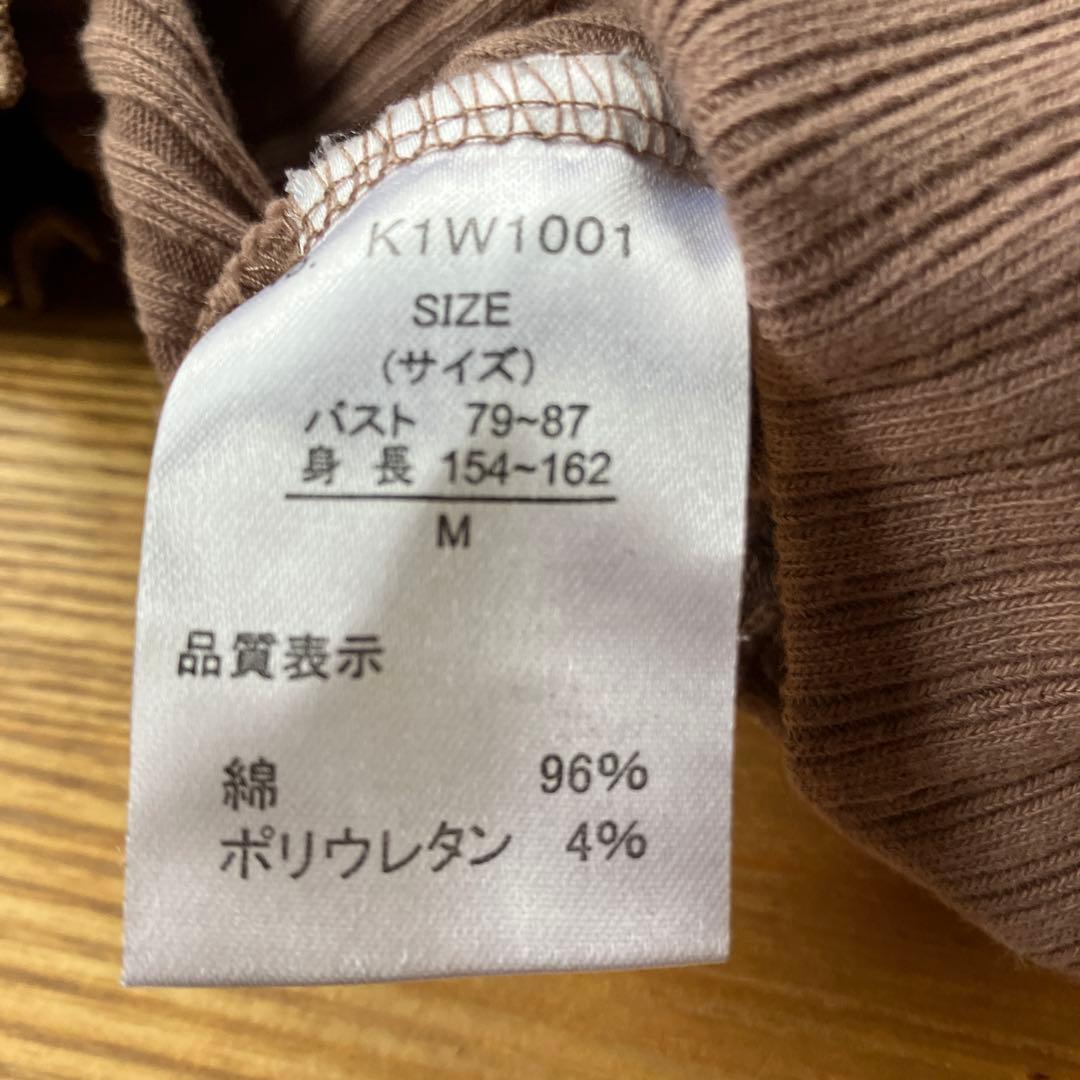 K1W1001
SIZE
(サイズ)
バスト 79~87
身 長 154~162
M
品質表示
綿 96%
ポリウレタン 4%